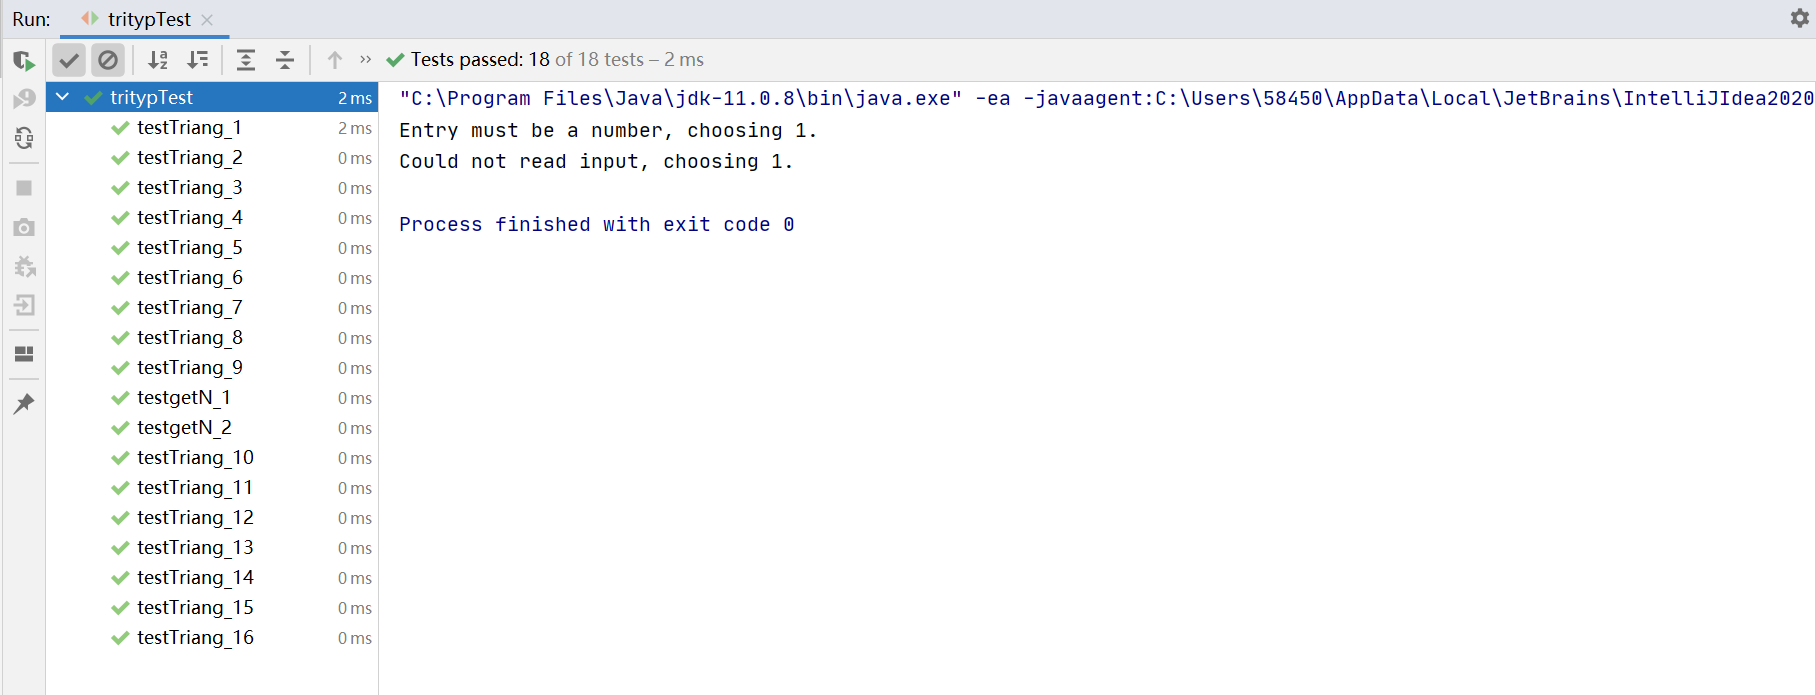 Run: tritypTest
Tests passed: 18 of 18 tests – 2 ms
tritypTest 2 ms
testTriang_1 2 ms
testTriang_2 0 ms
testTriang_3 0 ms
testTriang_4 0 ms
testTriang_5 0 ms
testTriang_6 0 ms
testTriang_7 0 ms
testTriang_8 0 ms
testTriang_9 0 ms
testgetN_1 0 ms
testgetN_2 0 ms
testTriang_10 0 ms
testTriang_11 0 ms
testTriang_12 0 ms
testTriang_13 0 ms
testTriang_14 0 ms
testTriang_15 0 ms
testTriang_16 0 ms
"C:\Program Files\Java\jdk-11.0.8\bin\java.exe" -ea -javaagent:C:\Users\58450\AppData\Local\JetBrains\IntelliJIdea2020
Entry must be a number, choosing 1.
Could not read input, choosing 1.
Process finished with exit code 0